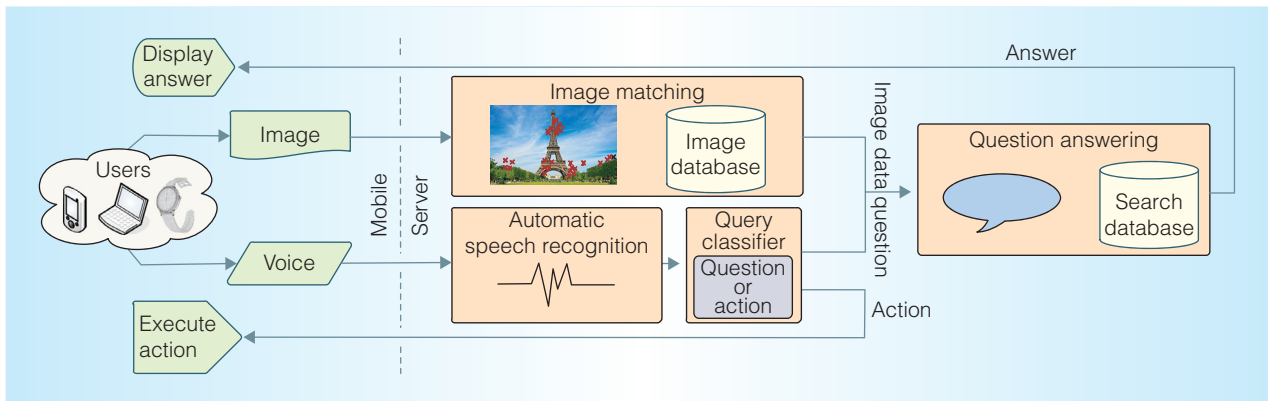 Display
answer
Answer
Image matching
Image
Image
database
Image data question
Question answering
Search
database
Users
Mobile
Server
Automatic
speech recognition
Query
classifier
Question
or
action
Voice
Action
Execute
action